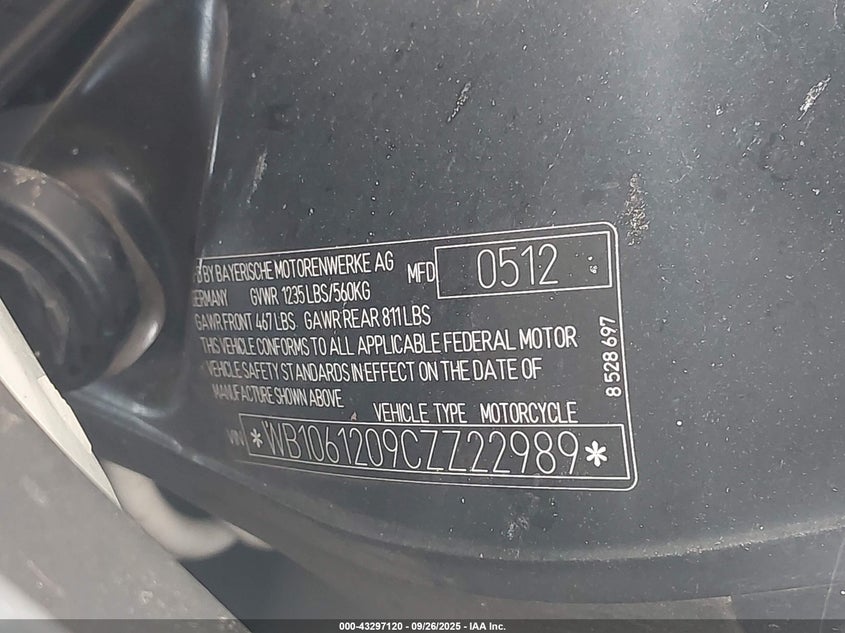 BY BAYERISCHE MOTORENWERKE AG
MFD 0512
GERMANY GVWR 1235 LBS/560KG
GAWR FRONT 467 LBS GAWR REAR 811 LBS
THIS VEHICLE CONFORMS TO ALL APPLICABLE FEDERAL MOTOR
VEHICLE SAFETY STANDARDS IN EFFECT ON THE DATE OF
MANUFACTURE SHOWN ABOVE
VEHICLE TYPE MOTORCYCLE
VIN *WB1061209CZZ22989*
8 528 697
000-43297120 - 09/26/2025 - IAA Inc.